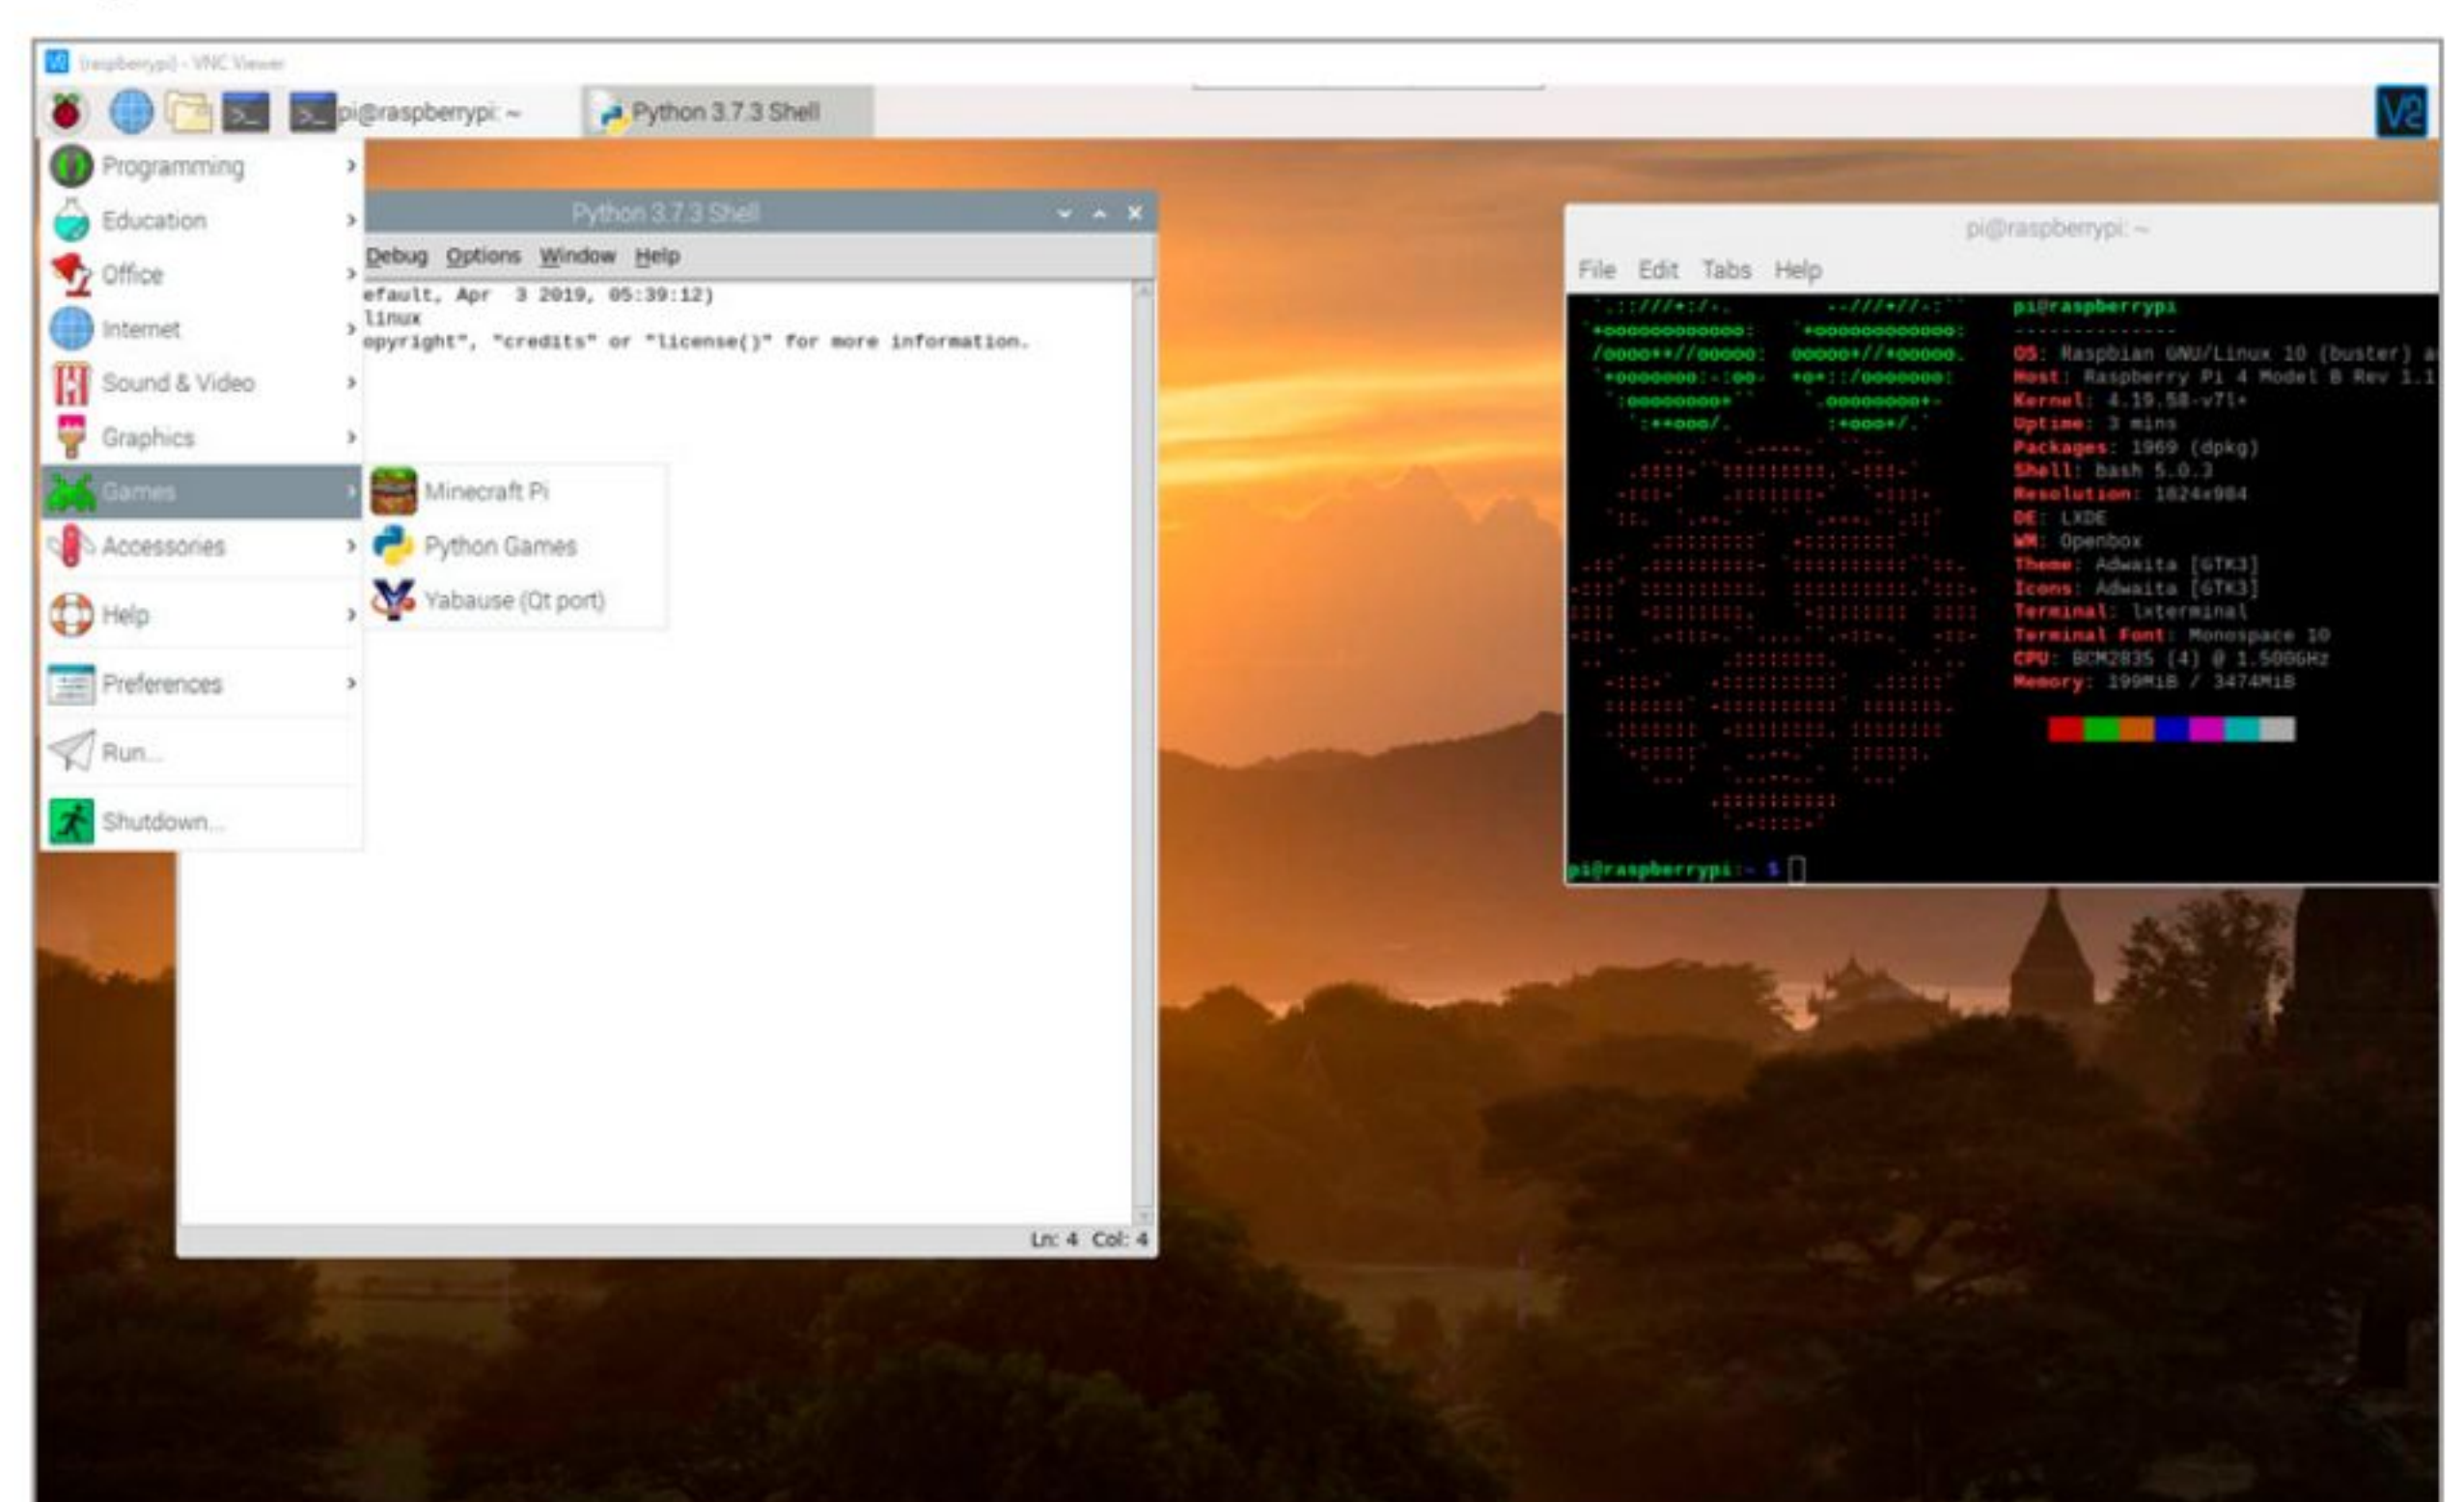 (raspberrypi) - VNC Viewer
pi@raspberrypi: ~
Python 3.7.3 Shell
Programming
Education
Office
Internet
Sound & Video
Graphics
Games
Accessories
Help
Preferences
Run...
Shutdown...
Minecraft Pi
Python Games
Yabause (Qt port)
Python 3.7.3 Shell
Debug Options Window Help
efault, Apr 3 2019, 05:39:12)
linux
opyright", "credits" or "license()" for more information.
Ln: 4 Col: 4
pi@raspberrypi: ~
File Edit Tabs Help
pi@raspberrypi
--------------
OS: Raspbian GNU/Linux 10 (buster) a
Host: Raspberry Pi 4 Model B Rev 1.1
Kernel: 4.19.58-v7l+
Uptime: 3 mins
Packages: 1969 (dpkg)
Shell: bash 5.0.3
Resolution: 1824x984
DE: LXDE
WM: Openbox
Theme: Adwaita [GTK3]
Icons: Adwaita [GTK3]
Terminal: lxterminal
Terminal Font: Monospace 10
CPU: BCM2835 (4) @ 1.500GHz
Memory: 199MiB / 3474MiB
pi@raspberrypi:~ $